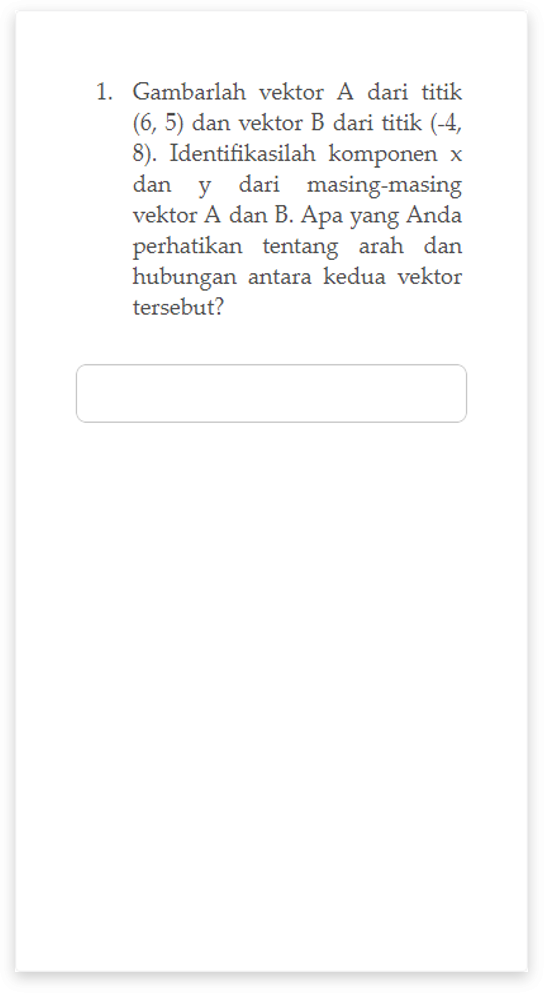 1. Gambarlah vektor A dari titik
(6, 5) dan vektor B dari titik (-4,
8). Identifikasilah komponen x
dan y dari masing-masing
vektor A dan B. Apa yang Anda
perhatikan tentang arah dan
hubungan antara kedua vektor
tersebut?